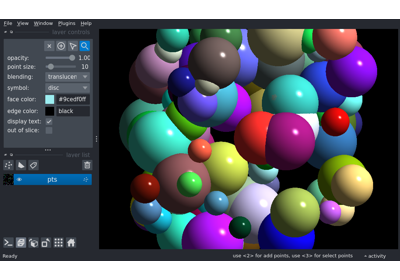 File View Window Plugins Help
layer controls
opacity: 1.00
point size: 10
blending: translucen
symbol: disc
face color: #9cedf0ff
edge color: black
display text:
out of slice:
layer list
pts
Ready
use <2> for add points, use <3> for select points
activity